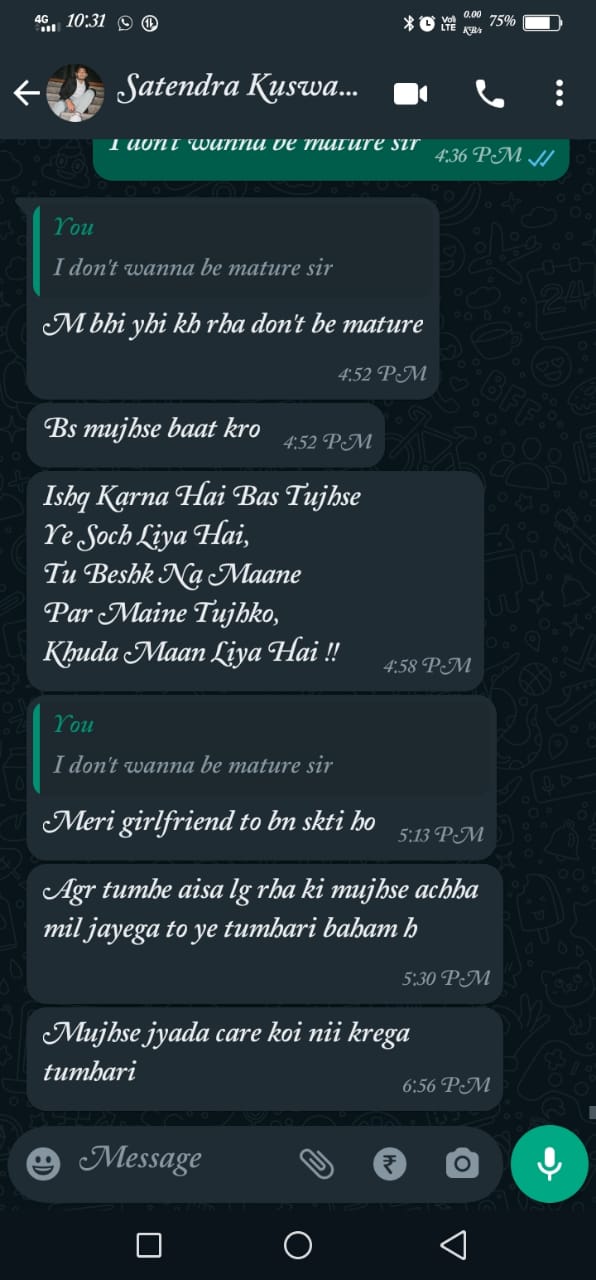 4G 10:31 Vo) LTE 0.00 KB/s 75%
Satendra Kuswa...
I don't wanna be mature sir 4:36 PM
You
I don't wanna be mature sir
M bhi yhi kh rha don't be mature
4:52 PM
Bs mujhse baat kro 4:52 PM
Ishq Karna Hai Bas Tujhse
Ye Soch Liya Hai,
Tu Beshk Na Maane
Par Maine Tujhko,
Khuda Maan Liya Hai !! 4:58 PM
You
I don't wanna be mature sir
Meri girlfriend to bn skti ho 5:13 PM
Agr tumhe aisa lg rha ki mujhse achha
mil jayega to ye tumhari baham h
5:30 PM
Mujhse jyada care koi nii krega
tumhari 6:56 PM
Message